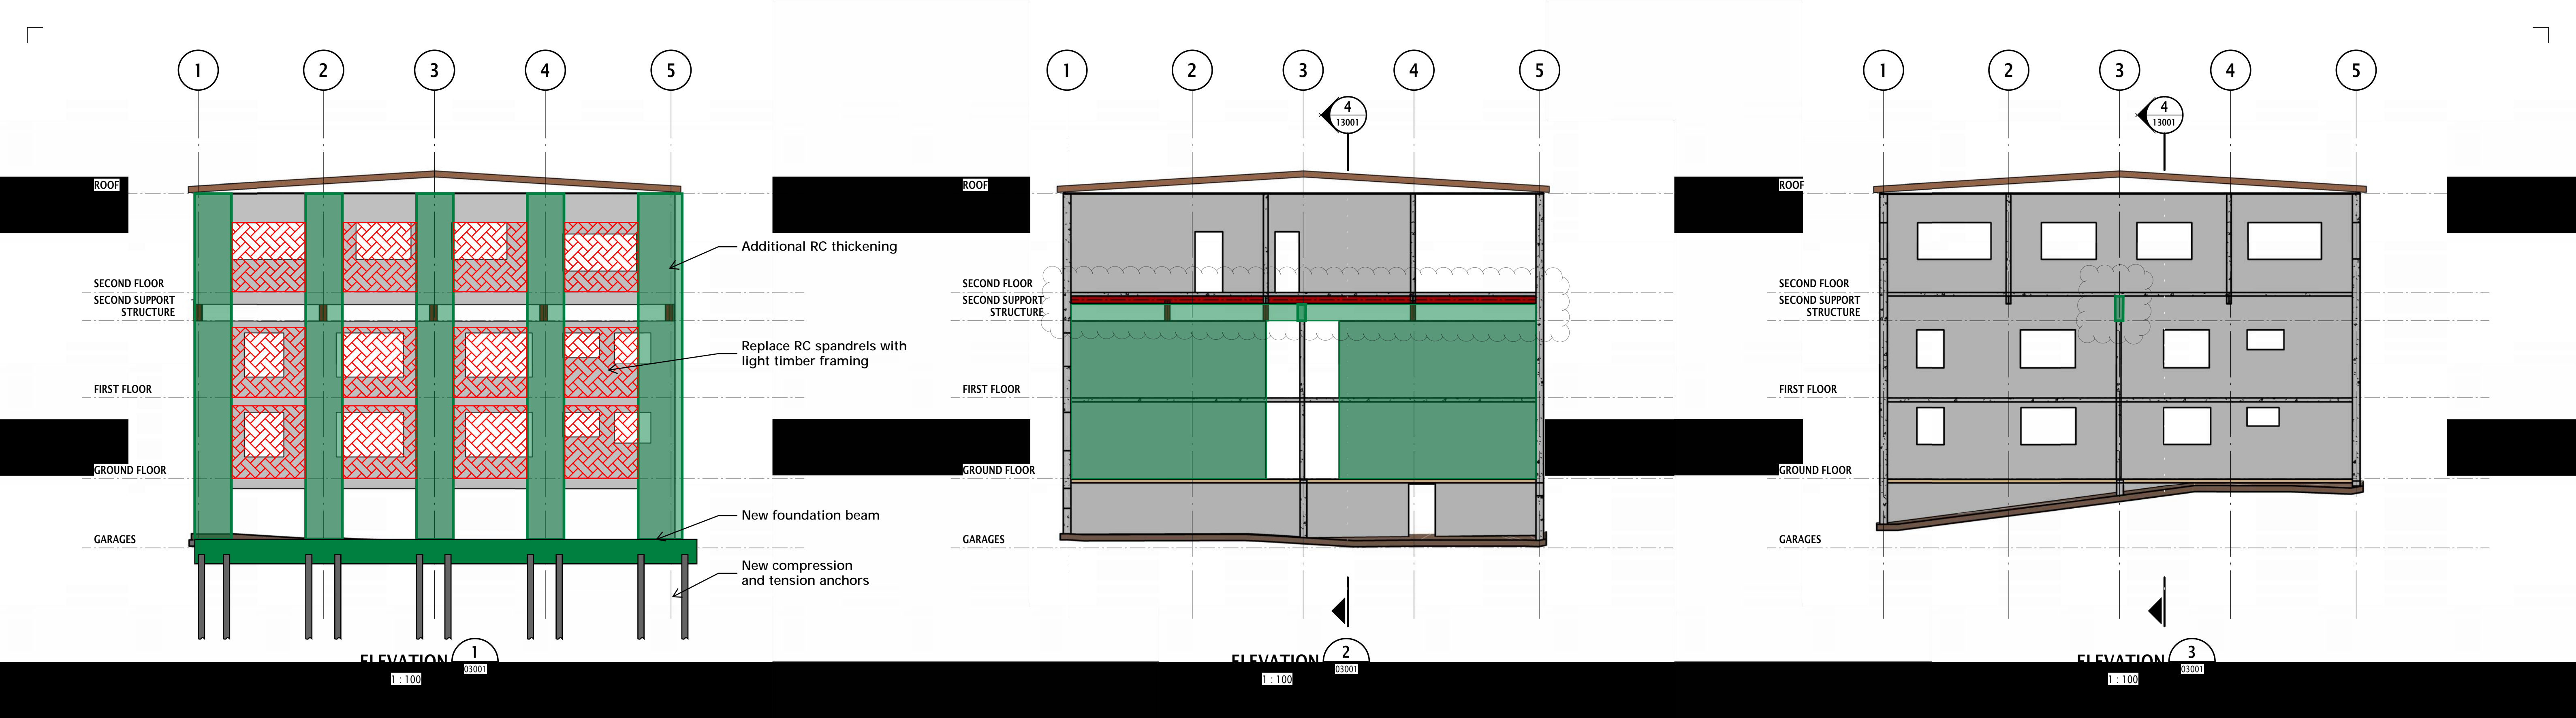 1 2 3 4 5
ROOF
SECOND FLOOR
SECOND SUPPORT
STRUCTURE
FIRST FLOOR
GROUND FLOOR
GARAGES
Additional RC thickening
Replace RC spandrels with
light timber framing
New foundation beam
New compression
and tension anchors
ELEVATION 1
03001
1 : 100
1 2 3 4 5
4
13001
ROOF
SECOND FLOOR
SECOND SUPPORT
STRUCTURE
FIRST FLOOR
GROUND FLOOR
GARAGES
ELEVATION 2
03001
1 : 100
1 2 3 4 5
4
13001
ROOF
SECOND FLOOR
SECOND SUPPORT
STRUCTURE
FIRST FLOOR
GROUND FLOOR
GARAGES
ELEVATION 3
03001
1 : 100